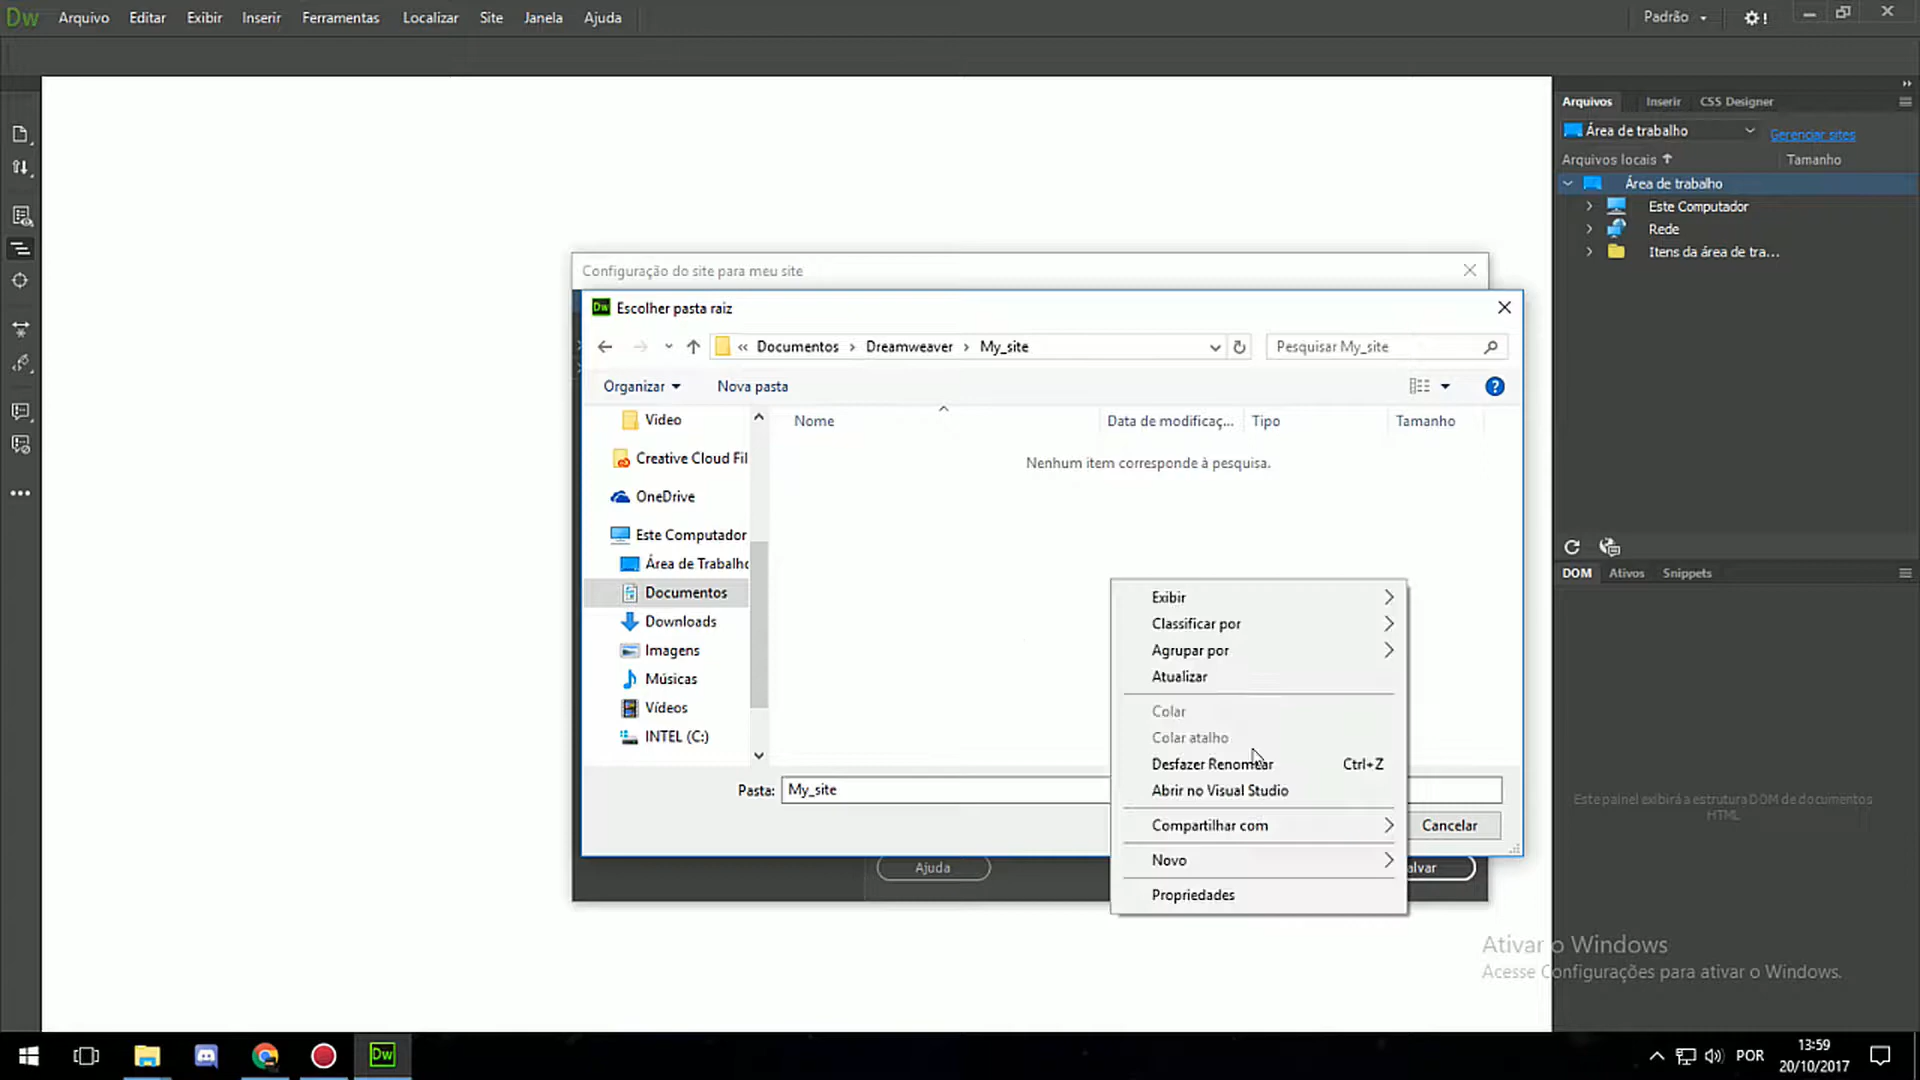 Dw Arquivo Editar Exibir Inserir Ferramentas Localizar Site Janela Ajuda Padrão
Arquivos Inserir CSS Designer
Área de trabalho Gerenciar sites
Arquivos locais Tamanho
Área de trabalho
Este Computador
Rede
Itens da área de tra...
Configuração do site para meu site
Dw Escolher pasta raiz
« Documentos > Dreamweaver > My_site Pesquisar My_site
Organizar Nova pasta
Nome Data de modificaç... Tipo Tamanho
Nenhum item corresponde à pesquisa.
Video
Creative Cloud Fil
OneDrive
Este Computador
Área de Trabalho
Documentos
Downloads
Imagens
Músicas
Vídeos
INTEL (C:)
Pasta: My_site
Cancelar
Ajuda
alvar
Exibir
Classificar por
Agrupar por
Atualizar
Colar
Colar atalho
Desfazer Renomear Ctrl+Z
Abrir no Visual Studio
Compartilhar com
Novo
Propriedades
DOM Ativos Snippets
Este painel exibirá a estrutura DOM de documentos
HTML
Ativar o Windows
Acesse Configurações para ativar o Windows.
Dw
POR
13:59
20/10/2017